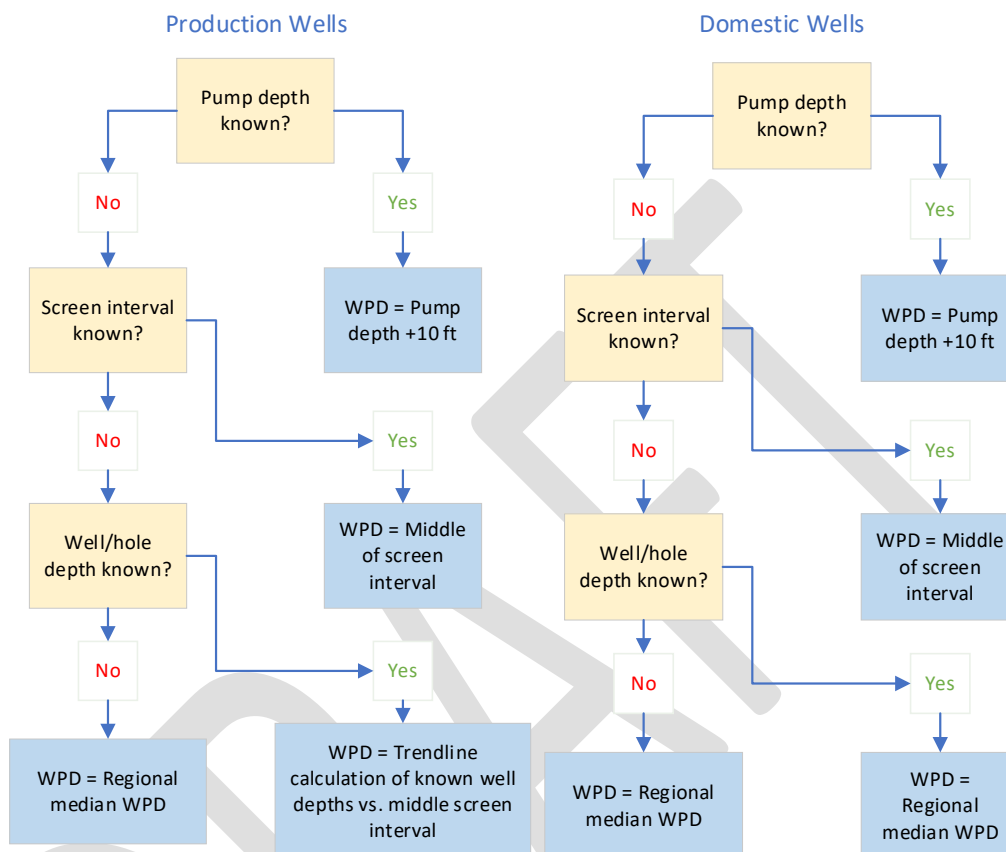 Production Wells
Pump depth
known?
No
Yes
Screen interval
known?
WPD = Pump
depth +10 ft
No
Yes
Well/hole
depth known?
WPD = Middle
of screen
interval
No
Yes
WPD = Regional
median WPD
WPD = Trendline
calculation of known well
depths vs. middle screen
interval
Domestic Wells
Pump depth
known?
No
Yes
Screen interval
known?
WPD = Pump
depth +10 ft
No
Yes
Well/hole
depth known?
WPD = Middle
of screen
interval
No
Yes
WPD = Regional
median WPD
WPD =
Regional
median WPD